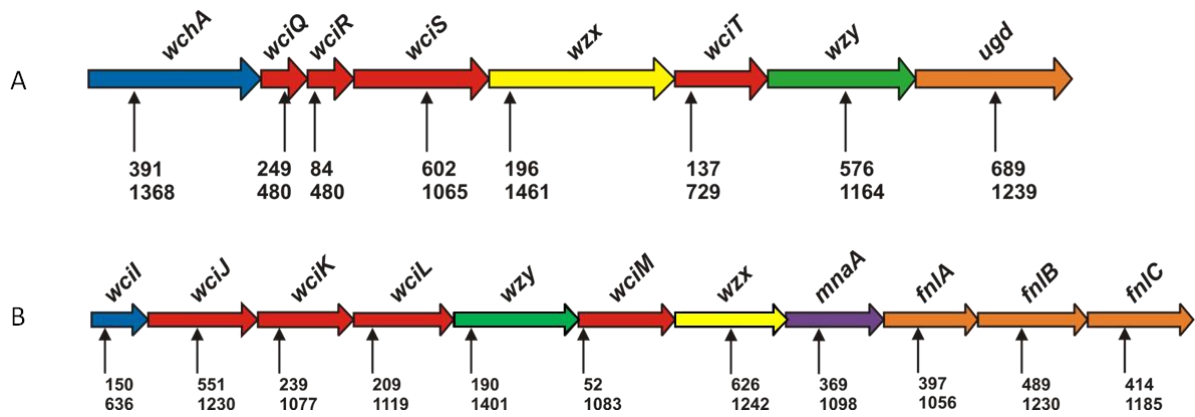 wchA wciQ wciR wciS wzx wciT wzy ugd
A
391 249 84 602 196 137 576 689
1368 480 480 1065 1461 729 1164 1239
wciI wciJ wciK wciL wzy wciM wzx mnaA fnlA fnlB fnlC
B
150 551 239 209 190 52 626 369 397 489 414
636 1230 1077 1119 1401 1083 1242 1098 1056 1230 1185